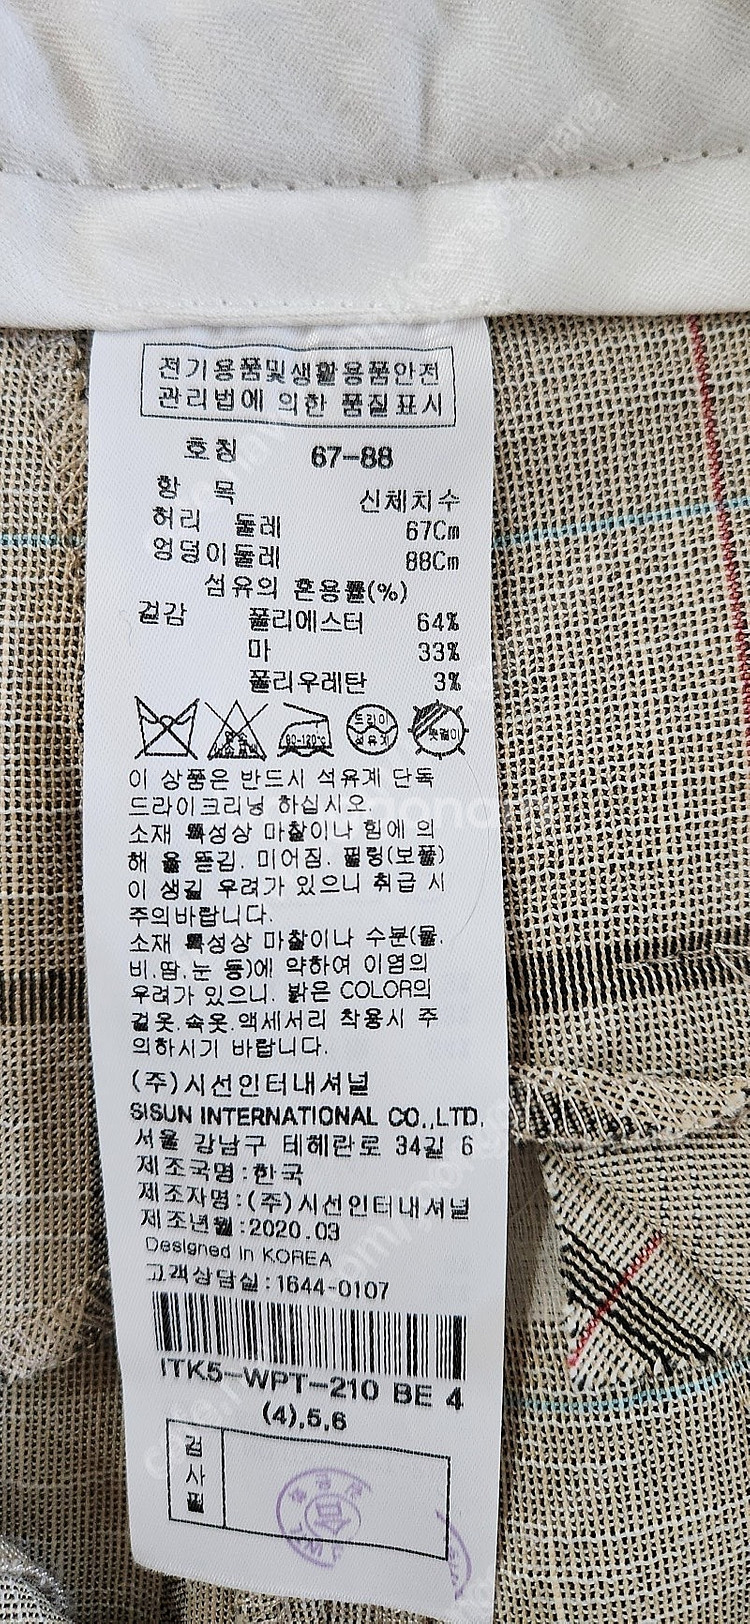 전기용품및생활용품안전
관리법에 의한 품질표시
호칭 67-88
항 목 신체치수
허리 둘레 67Cm
엉덩이둘레 88Cm
섬유의 혼용률(%)
겉감 폴리에스터 64%
마 33%
폴리우레탄 3%
드라이
석유계
80-120℃
옷걸이
이 상품은 반드시 석유계 단독
드라이크리닝 하십시오.
소재 특성상 마찰이나 힘에 의
해 올 뜯김. 미어짐. 필링(보풀)
이 생길 우려가 있으니 취급 시
주의바랍니다.
소재 특성상 마찰이나 수분(물.
비.땀.눈 등)에 약하여 이염의
우려가 있으니. 밝은 COLOR의
겉옷.속옷.액세서리 착용시 주
의하시기 바랍니다.
(주)시선인터내셔널
SISUN INTERNATIONAL CO.,LTD.
서울 강남구 테헤란로 34길 6
제조국명:한국
제조자명:(주)시선인터내셔널
제조년월:2020.03
Designed in KOREA
고객상담실:1644-0107
ITK5-WPT-210 BE 4
(4),5,6
검
사
필